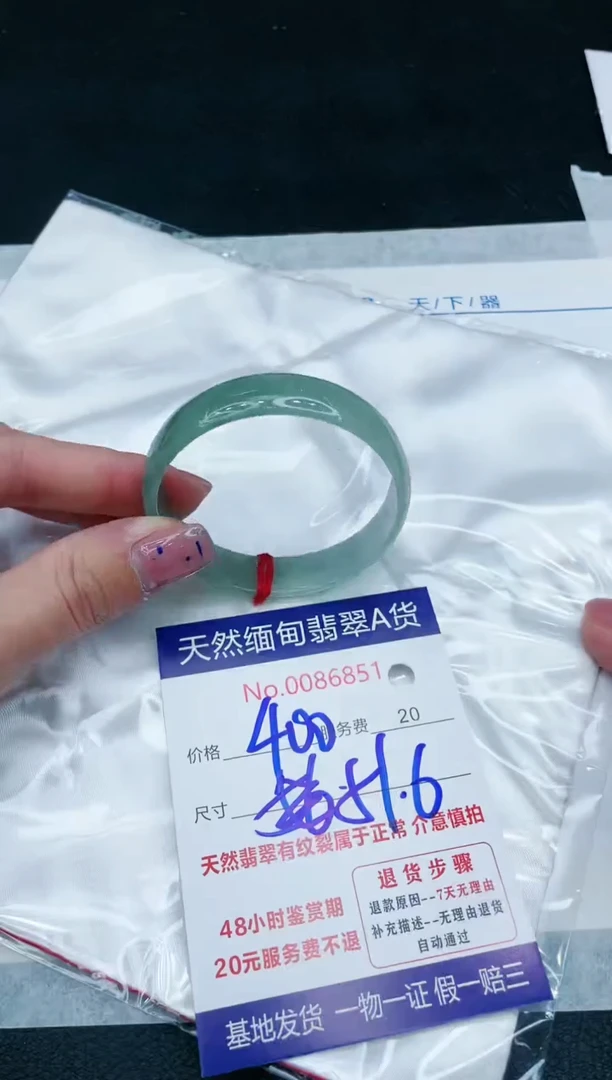 天/下/器
天然缅甸翡翠A货
No.0086851
价格 400 务费 20
尺寸 51.6
天然翡翠有纹裂属于正常 介意慎拍
48小时鉴赏期
20元服务费不退
退货步骤
退款原因--7天无理由
补充描述--无理由退货
自动通过
基地发货 一物一证 假一赔三